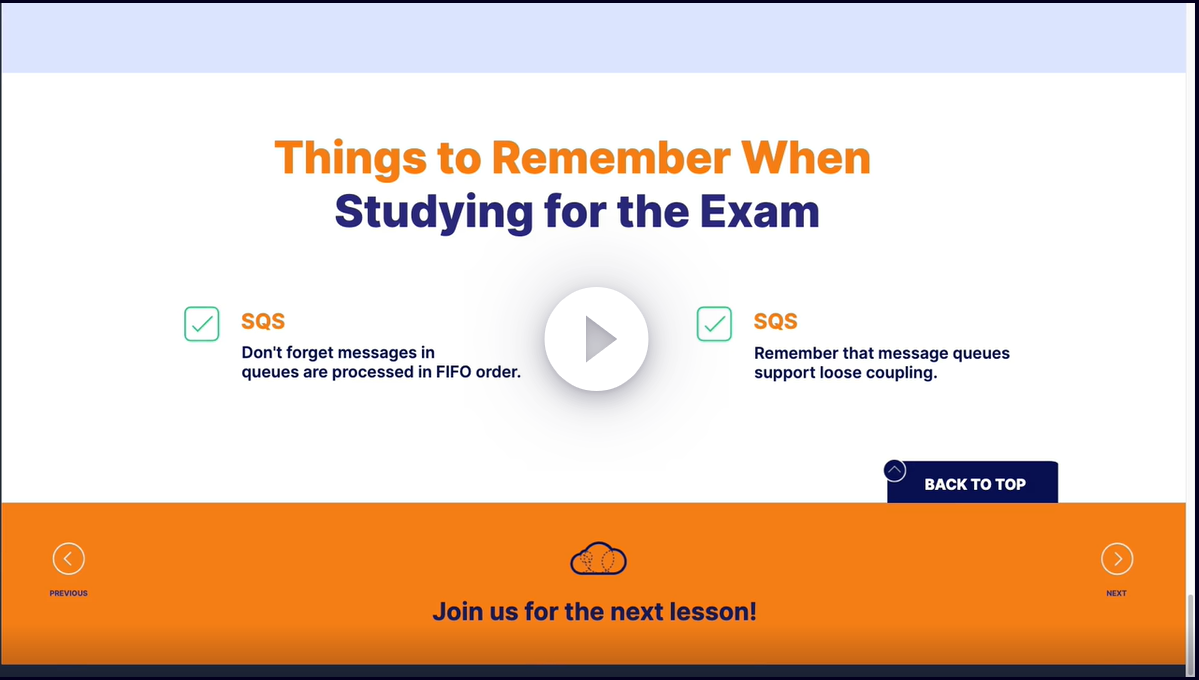 Things to Remember When
Studying for the Exam
SQS
Don't forget messages in
queues are processed in FIFO order.
SQS
Remember that message queues
support loose coupling.
BACK TO TOP
PREVIOUS
NEXT
Join us for the next lesson!